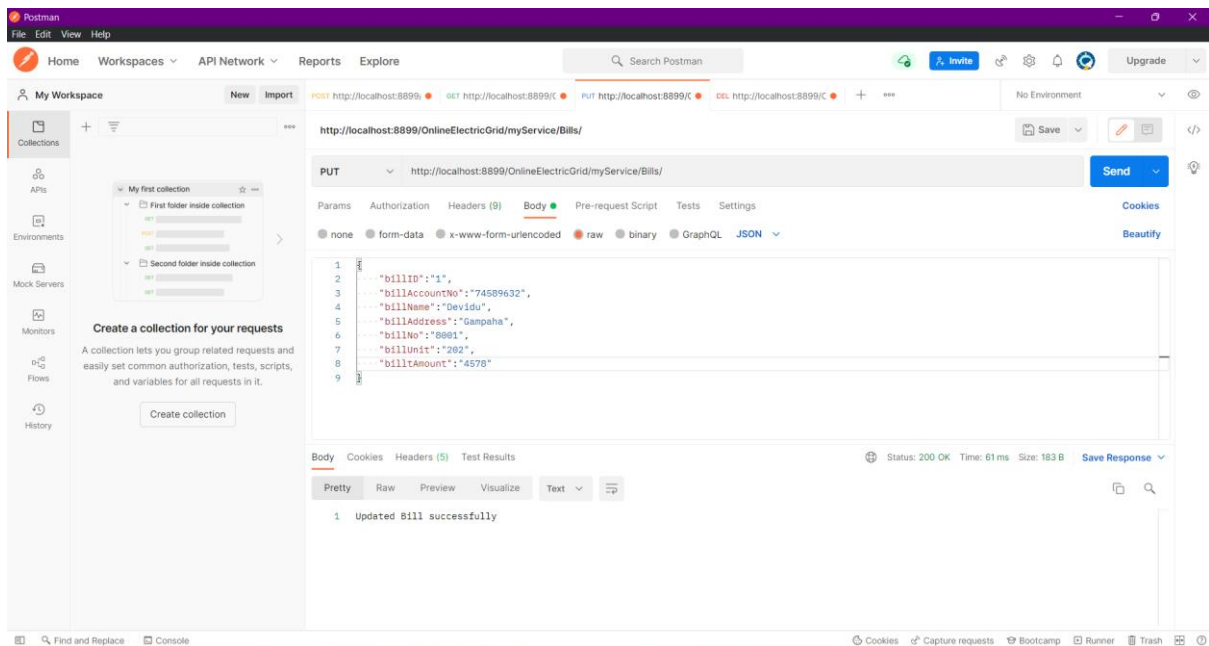 Postman
File Edit View Help
Home Workspaces API Network Reports Explore Search Postman Invite Upgrade
My Workspace New Import POST http://localhost:8899/ GET http://localhost:8899/C PUT http://localhost:8899/C DEL http://localhost:8899/C No Environment
Collections
APIs
Environments
Mock Servers
Monitors
Flows
History
My first collection
First folder inside collection
GET
POST
GET
Second folder inside collection
GET
GET
Create a collection for your requests
A collection lets you group related requests and
easily set common authorization, tests, scripts,
and variables for all requests in it.
Create collection
http://localhost:8899/OnlineElectricGrid/myService/Bills/ Save
PUT http://localhost:8899/OnlineElectricGrid/myService/Bills/ Send
Params Authorization Headers (9) Body Pre-request Script Tests Settings Cookies
none form-data x-www-form-urlencoded raw binary GraphQL JSON Beautify
1 {
2 "billID":"1",
3 "billAccountNo":"74589632",
4 "billName":"Devidu",
5 "billAddress":"Gampaha",
6 "billNo":"8001",
7 "billUnit":"202",
8 "billtAmount":"4578"
9 }
Body Cookies Headers (5) Test Results Status: 200 OK Time: 61 ms Size: 183 B Save Response
Pretty Raw Preview Visualize Text
1 Updated Bill successfully
Find and Replace Console Cookies Capture requests Bootcamp Runner Trash